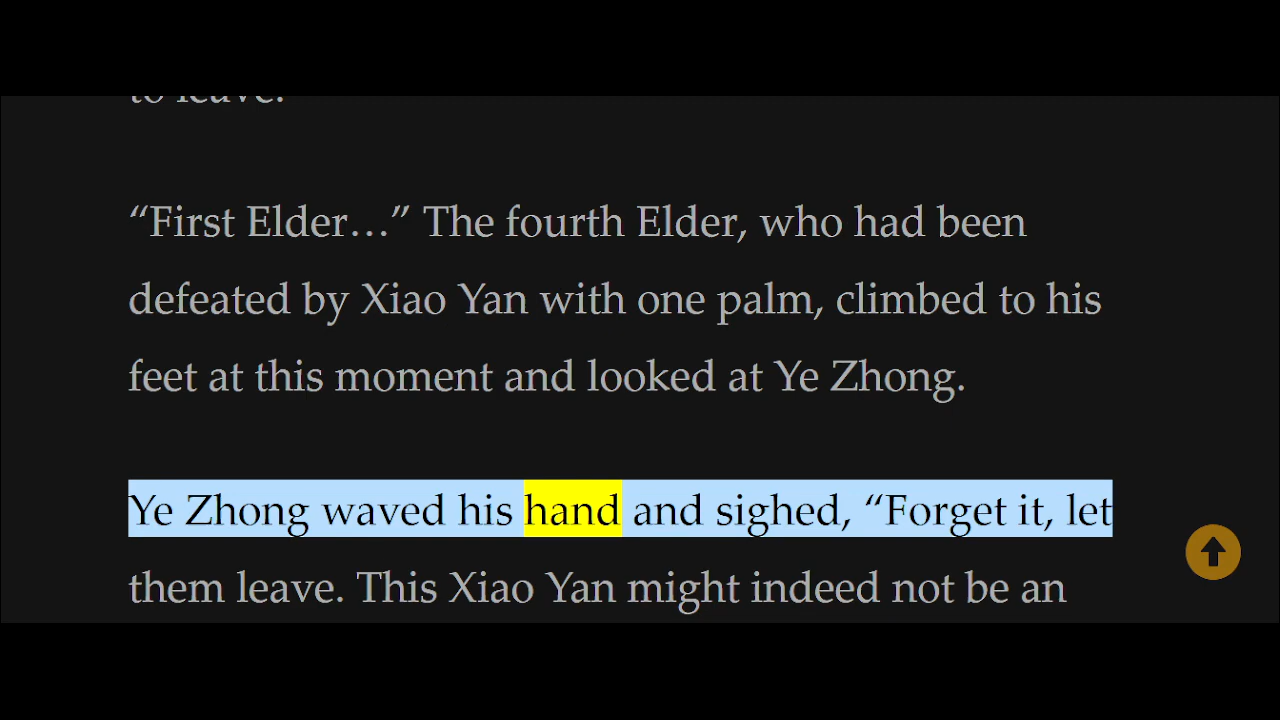 to leave.
“First Elder…” The fourth Elder, who had been
defeated by Xiao Yan with one palm, climbed to his
feet at this moment and looked at Ye Zhong.
Ye Zhong waved his hand and sighed, “Forget it, let
them leave. This Xiao Yan might indeed not be an